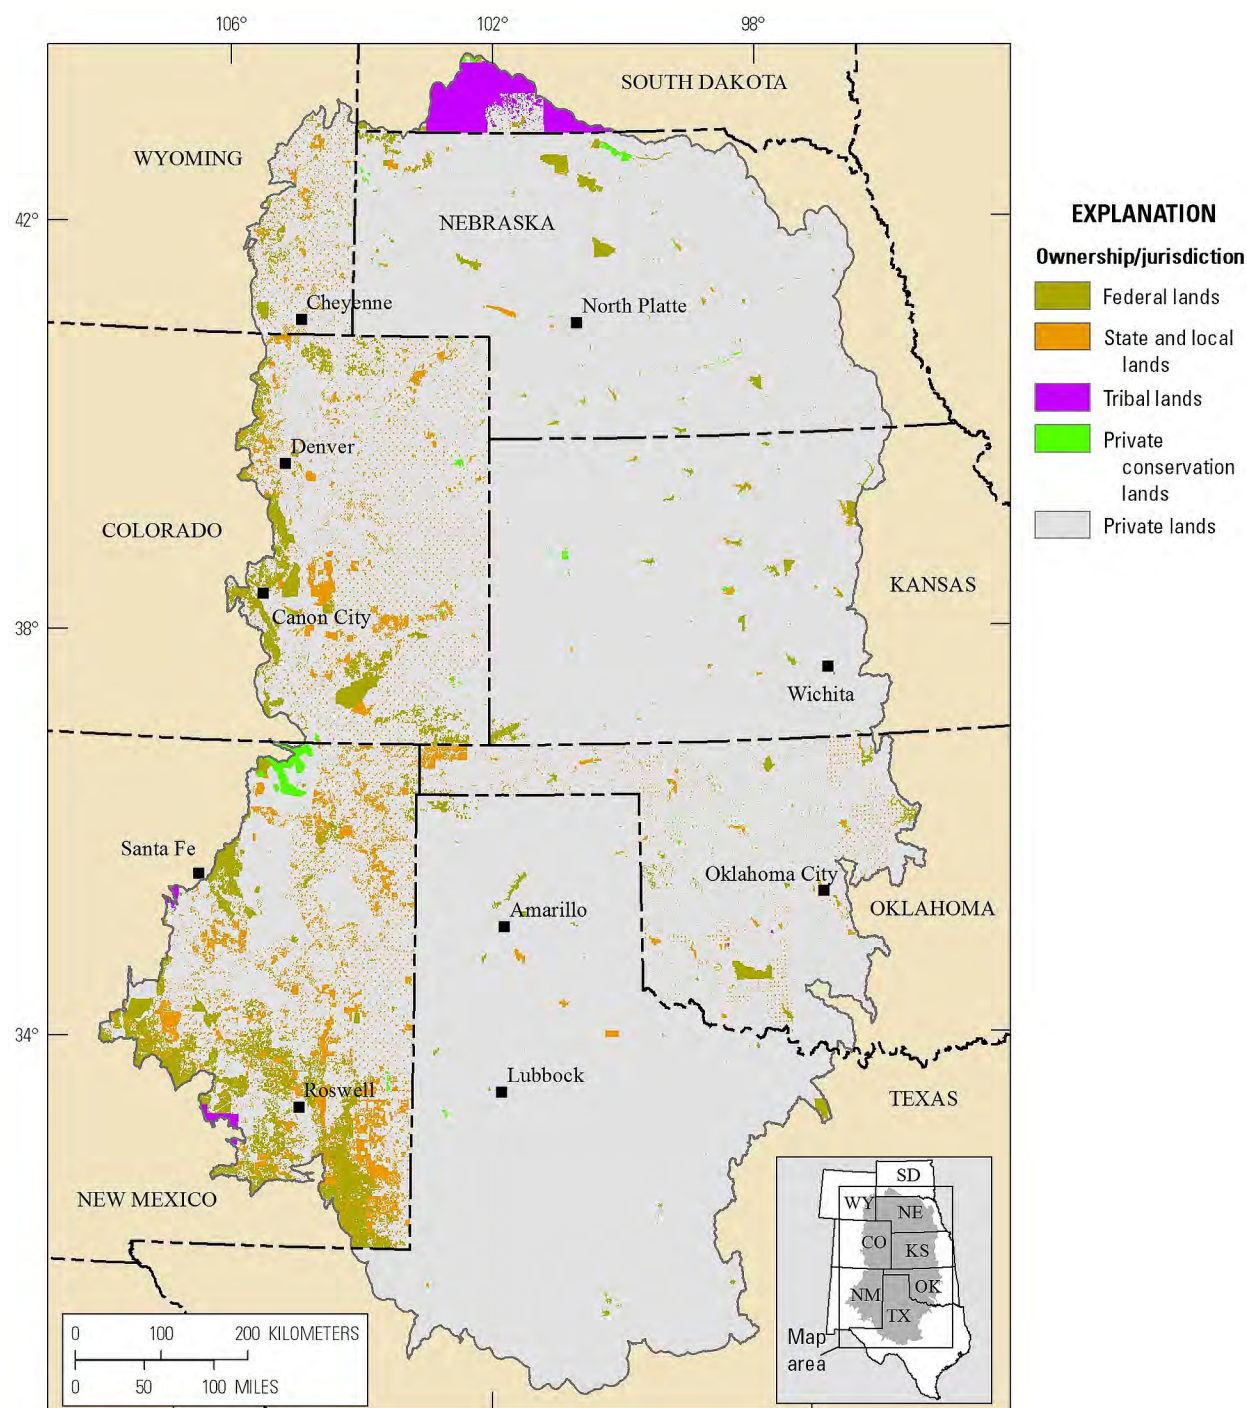 106°
102°
98°
SOUTH DAKOTA
WYOMING
42°
NEBRASKA
Cheyenne
North Platte
Denver
COLORADO
KANSAS
Canon City
38°
Wichita
Santa Fe
Oklahoma City
Amarillo
OKLAHOMA
34°
Lubbock
Roswell
TEXAS
NEW MEXICO
EXPLANATION
Ownership/jurisdiction
Federal lands
State and local
lands
Tribal lands
Private
conservation
lands
Private lands
0 100 200 KILOMETERS
0 50 100 MILES
SD
WY
NE
CO
KS
NM
OK
TX
Map
area